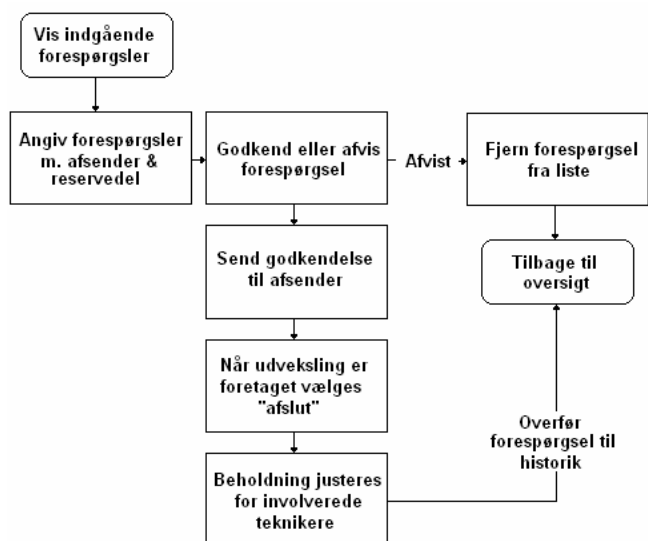 Vis indgående
forespørgsler
Angiv forespørgsler
m. afsender &
reservedel
Godkend eller afvis
forespørgsel
Afvist
Fjern forespørgsel
fra liste
Send godkendelse
til afsender
Tilbage til
oversigt
Når udveksling er
foretaget vælges
"afslut"
Overfør
forespørgsel til
historik
Beholdning justeres
for involverede
teknikere